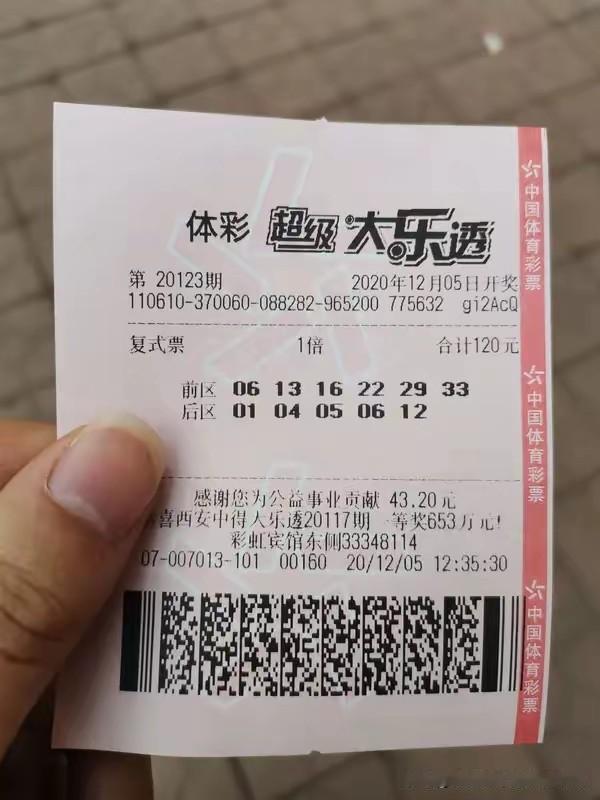 体彩 超级大乐透
第 20123期 2020年12月05日开奖
110610-370060-088282-965200 775632 gi2AcQ
复式票 1倍 合计120元
前区 06 13 16 22 29 33
后区 01 04 05 06 12
感谢您为公益事业贡献 43.20元
喜西安中得大乐透20117期一等奖653万元!
彩虹宾馆东侧33348114
07-007013-101 00160 20/12/05 12:35:30
中国体育彩票
中国体育彩票
中国体育彩票